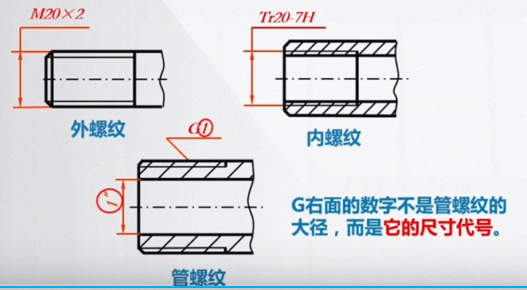 M20×2
Tr20-7H
外螺纹
内螺纹
G1
1"
G右面的数字不是管螺纹的
大径，而是它的尺寸代号。
管螺纹